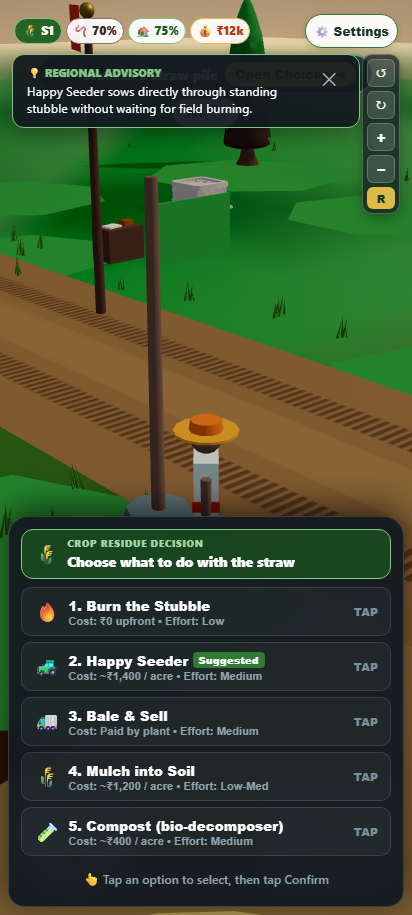 S1
70%
75%
₹12k
Settings
REGIONAL ADVISORY
Happy Seeder sows directly through standing
stubble without waiting for field burning.
R
CROP RESIDUE DECISION
Choose what to do with the straw
1. Burn the Stubble
Cost: ₹0 upfront • Effort: Low
TAP
2. Happy Seeder Suggested
Cost: ~₹1,400 / acre • Effort: Medium
TAP
3. Bale & Sell
Cost: Paid by plant • Effort: Medium
TAP
4. Mulch into Soil
Cost: ~₹1,200 / acre • Effort: Low-Med
TAP
5. Compost (bio-decomposer)
Cost: ~₹400 / acre • Effort: Medium
TAP
Tap an option to select, then tap Confirm